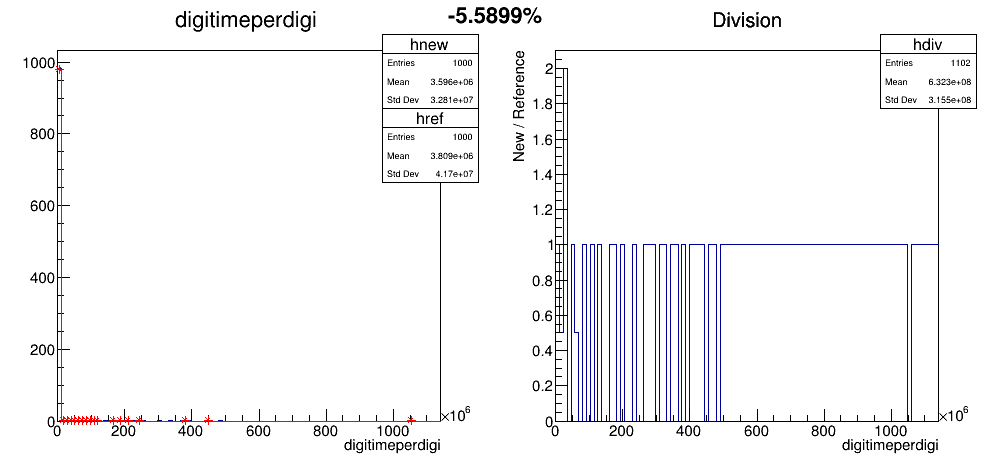 digitimeperdigi
-5.5899%
Division
hnew
Entries 1000
Mean 3.596e+06
Std Dev 3.281e+07
href
Entries 1000
Mean 3.809e+06
Std Dev 4.17e+07
1000
800
600
400
200
0
0 200 400 600 800 1000
×10⁶
digitimeperdigi
hdiv
Entries 1102
Mean 6.323e+08
Std Dev 3.155e+08
New / Reference
2
1.8
1.6
1.4
1.2
1
0.8
0.6
0.4
0.2
0
0 200 400 600 800 1000
×10⁶
digitimeperdigi